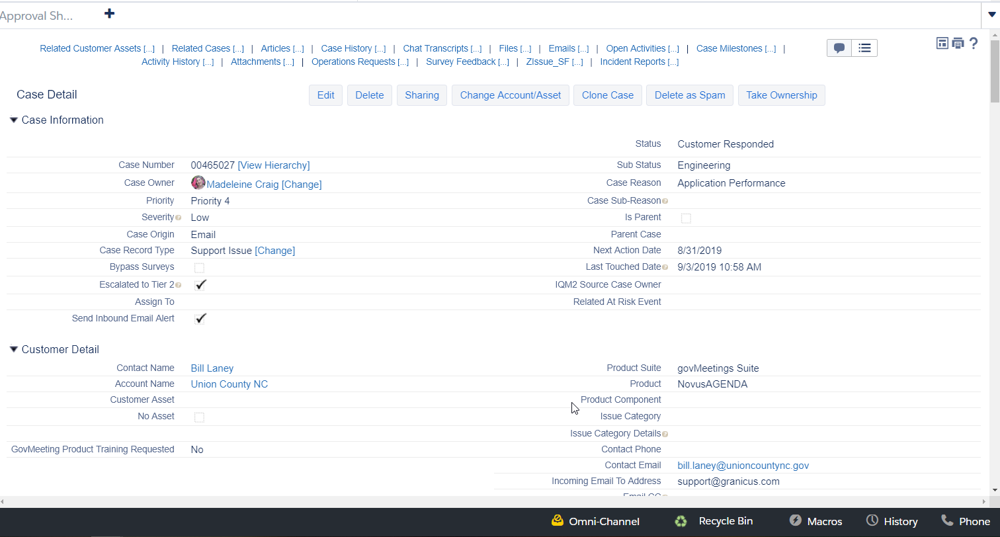 Approval Sh...
Related Customer Assets [...] | Related Cases [...] | Articles [...] | Case History [...] | Chat Transcripts [...] | Files [...] | Emails [...] | Open Activities [...] | Case Milestones [...] |
Activity History [...] | Attachments [...] | Operations Requests [...] | Survey Feedback [...] | ZIssue_SF [...] | Incident Reports [...]
Case Detail Edit Delete Sharing Change Account/Asset Clone Case Delete as Spam Take Ownership
Case Information
Status Customer Responded
Case Number 00465027 [View Hierarchy] Sub Status Engineering
Case Owner Madeleine Craig [Change] Case Reason Application Performance
Priority Priority 4 Case Sub-Reason
Severity Low Is Parent
Case Origin Email Parent Case
Case Record Type Support Issue [Change] Next Action Date 8/31/2019
Bypass Surveys Last Touched Date 9/3/2019 10:58 AM
Escalated to Tier 2 IQM2 Source Case Owner
Assign To Related At Risk Event
Send Inbound Email Alert
Customer Detail
Contact Name Bill Laney Product Suite govMeetings Suite
Account Name Union County NC Product NovusAGENDA
Customer Asset Product Component
No Asset Issue Category
Issue Category Details
GovMeeting Product Training Requested No Contact Phone
Contact Email bill.laney@unioncountync.gov
Incoming Email To Address support@granicus.com
Email CC
Omni-Channel Recycle Bin Macros History Phone